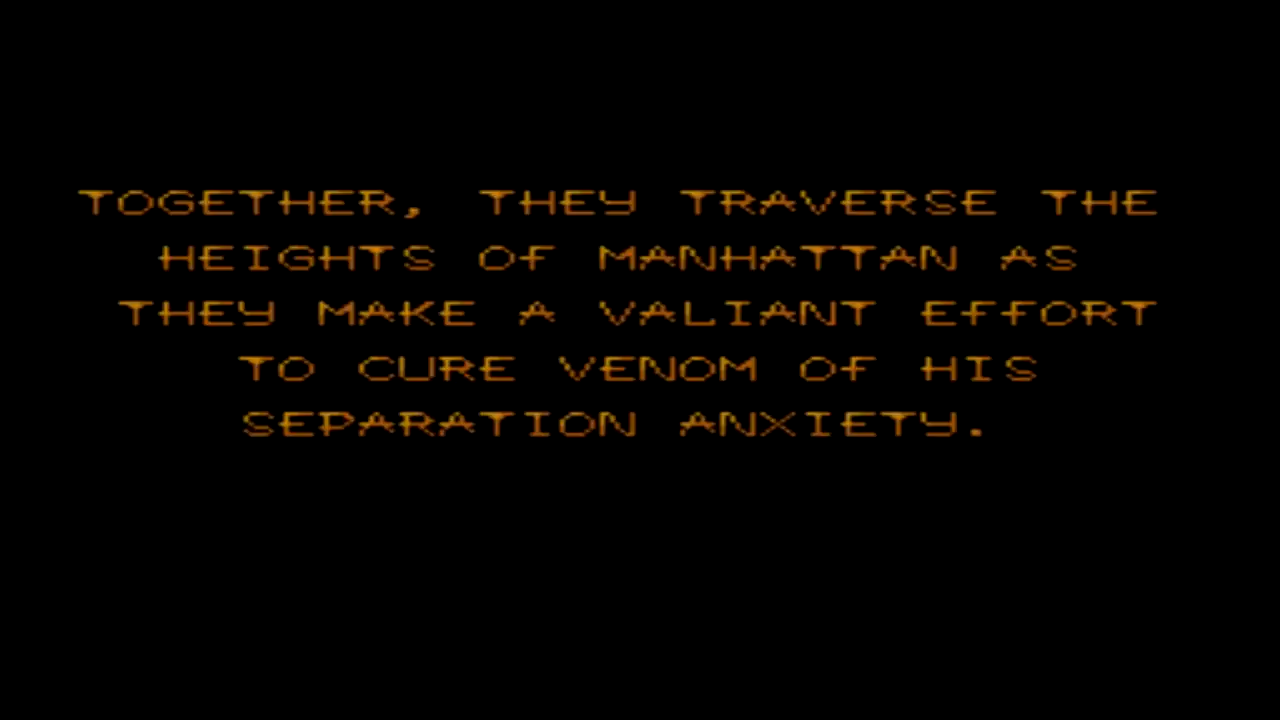 TOGETHER, THEY TRAVERSE THE
HEIGHTS OF MANHATTAN AS
THEY MAKE A VALIANT EFFORT
TO CURE VENOM OF HIS
SEPARATION ANXIETY.